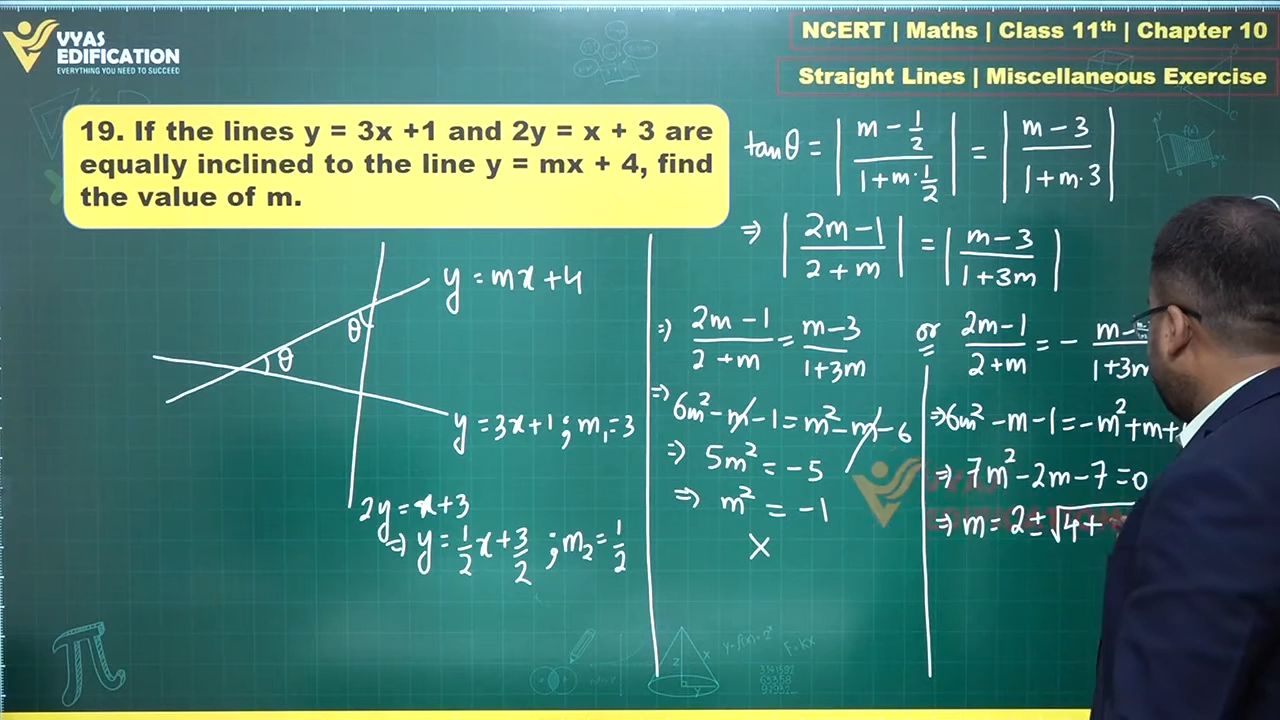 VYAS
EDIFICATION
EVERYTHING YOU NEED TO SUCCEED
NCERT | Maths | Class 11th | Chapter 10
Straight Lines | Miscellaneous Exercise
19. If the lines y = 3x +1 and 2y = x + 3 are
equally inclined to the line y = mx + 4, find
the value of m.
y = mx + 4
θ
θ
y = 3x + 1 ; m₁ = 3
2y = x + 3
⇒ y = 1/2 x + 3/2 ; m₂ = 1/2
tanθ = | (m - 1/2) / (1 + m·1/2) | = | (m - 3) / (1 + m·3) |
⇒ | (2m - 1) / (2 + m) | = | (m - 3) / (1 + 3m) |
⇒ (2m - 1) / (2 + m) = (m - 3) / (1 + 3m)
⇒ 6m² - m - 1 = m² - m - 6
⇒ 5m² = -5
⇒ m² = -1
×
or (2m - 1) / (2 + m) = - (m - / (1 + 3m
⇒ 6m² - m - 1 = -m² + m +
⇒ 7m² - 2m - 7 = 0
⇒ m = 2 ± √4 +